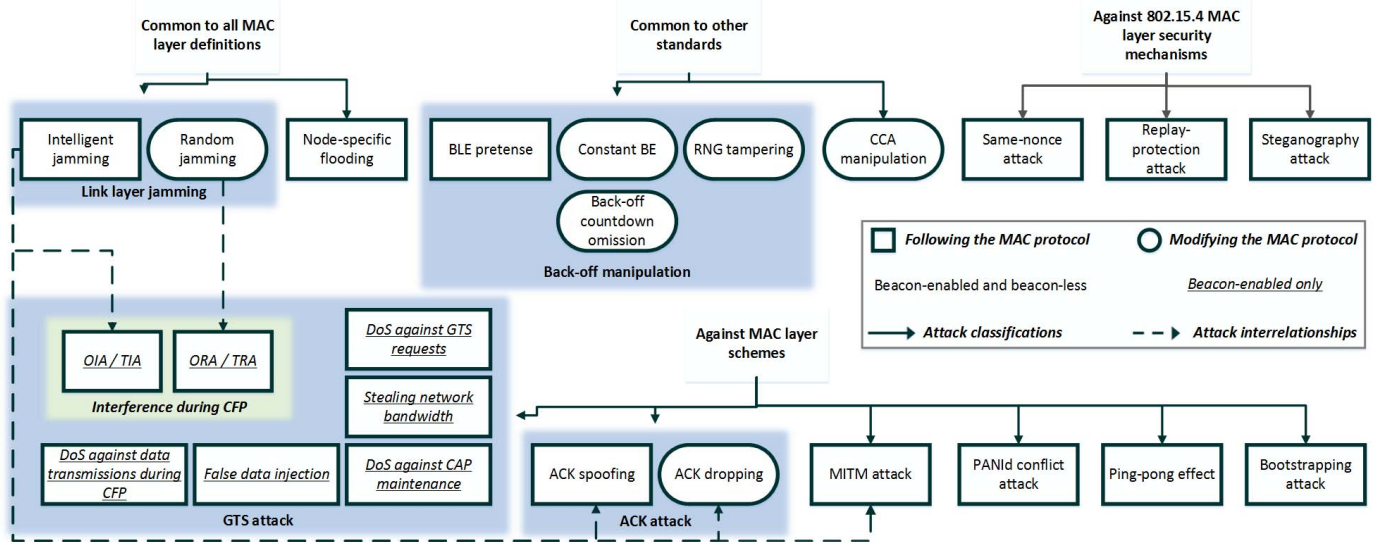 Common to all MAC
layer definitions
Common to other
standards
Against 802.15.4 MAC
layer security
mechanisms
Intelligent
jamming
Random
jamming
Link layer jamming
Node-specific
flooding
BLE pretense
Constant BE
RNG tampering
Back-off
countdown
omission
Back-off manipulation
CCA
manipulation
Same-nonce
attack
Replay-
protection
attack
Steganography
attack
Following the MAC protocol
Modifying the MAC protocol
Beacon-enabled and beacon-less
Beacon-enabled only
Attack classifications
Attack interrelationships
OIA / TIA
ORA / TRA
Interference during CFP
DoS against GTS
requests
Stealing network
bandwidth
DoS against data
transmissions during
CFP
False data injection
DoS against CAP
maintenance
GTS attack
Against MAC layer
schemes
ACK spoofing
ACK dropping
ACK attack
MITM attack
PANId conflict
attack
Ping-pong effect
Bootstrapping
attack